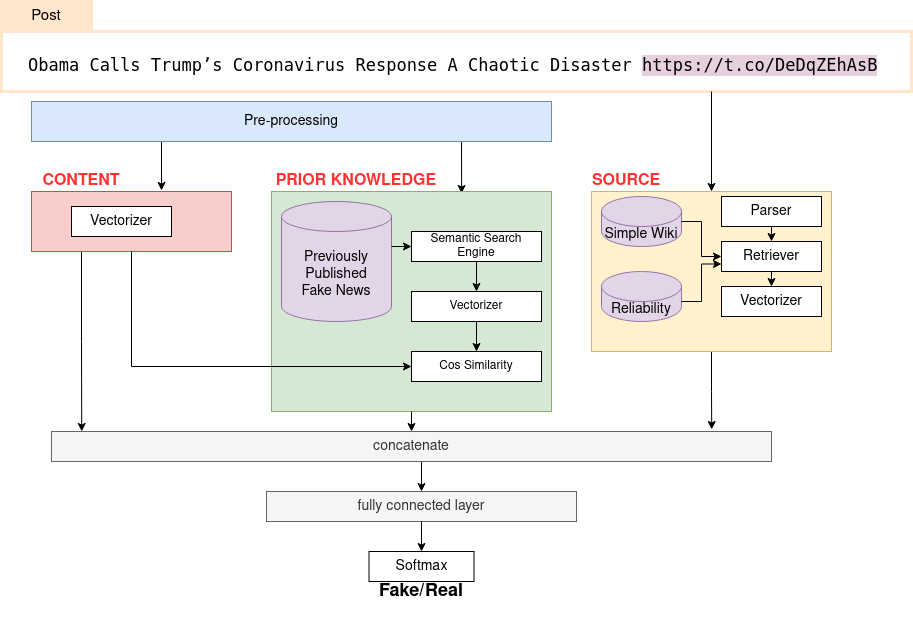 Post
Obama Calls Trump’s Coronavirus Response A Chaotic Disaster https://t.co/DeDqZEhAsB
Pre-processing
CONTENT
Vectorizer
PRIOR KNOWLEDGE
Previously
Published
Fake News
Semantic Search
Engine
Vectorizer
Cos Similarity
SOURCE
Simple Wiki
Reliability
Parser
Retriever
Vectorizer
concatenate
fully connected layer
Softmax
Fake/Real